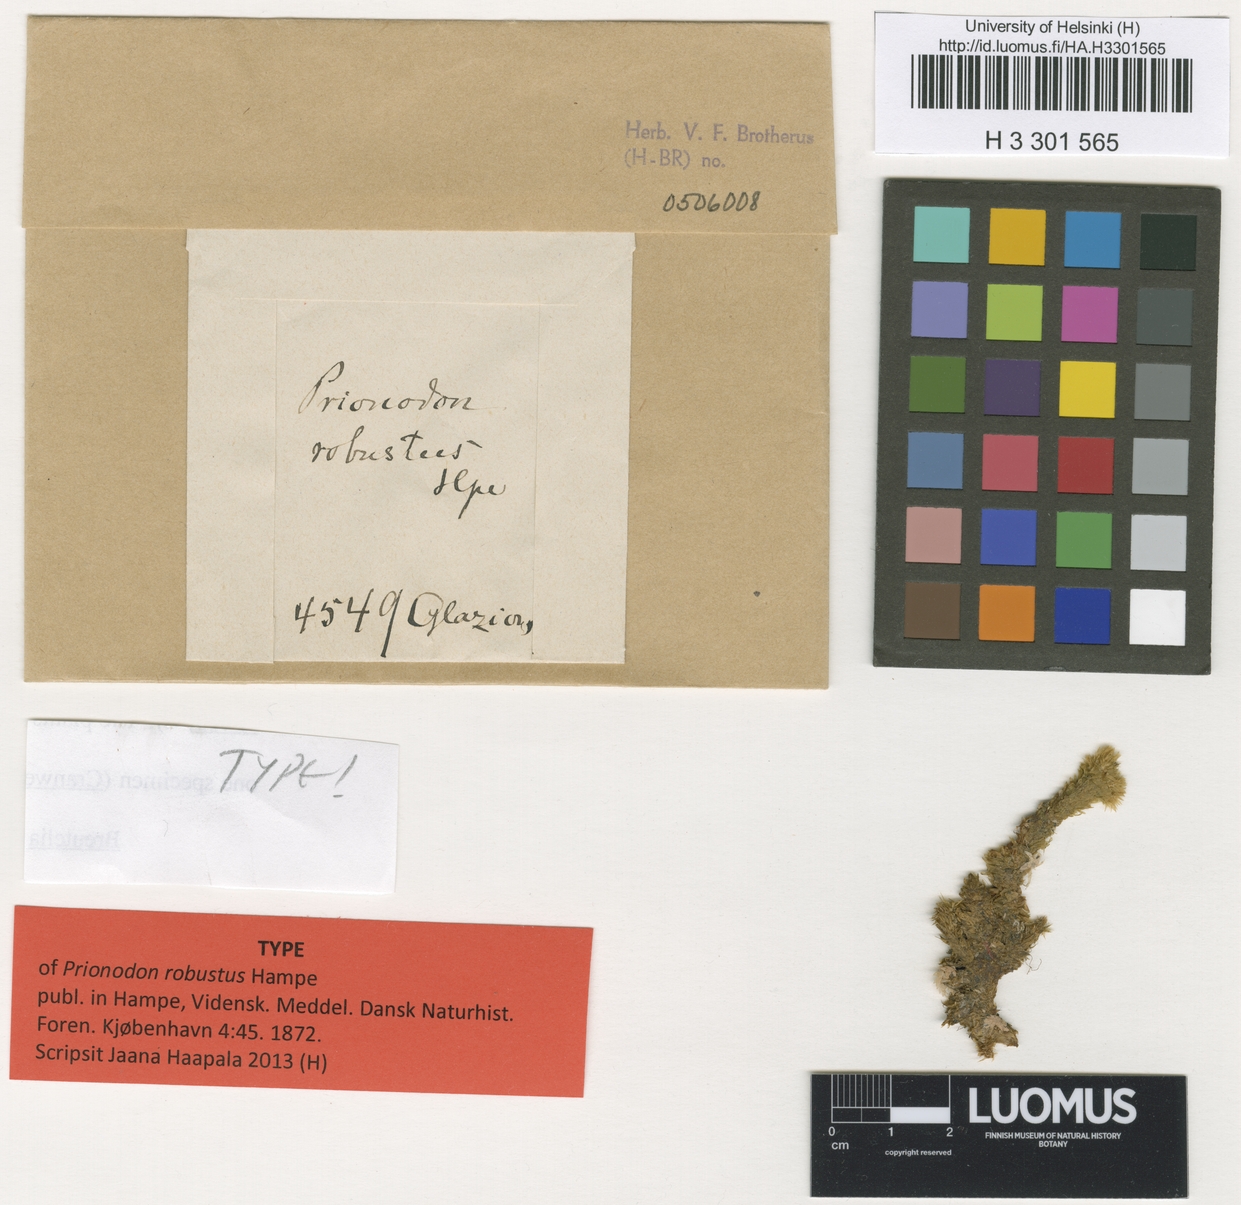 University of Helsinki (H)
http://id.luomus.fi/HA.H3301565
H 3 301 565
Herb. V. F. Brotherus
(H-BR) no.
0506008
Prionodon
robustus
Hpe
4549 Glaziou
TYPE!
TYPE
of Prionodon robustus Hampe
publ. in Hampe, Vidensk. Meddel. Dansk Naturhist.
Foren. Kjøbenhavn 4:45. 1872.
Scripsit Jaana Haapala 2013 (H)
0 1 2
cm
LUOMUS
FINNISH MUSEUM OF NATURAL HISTORY
BOTANY
copyright reserved